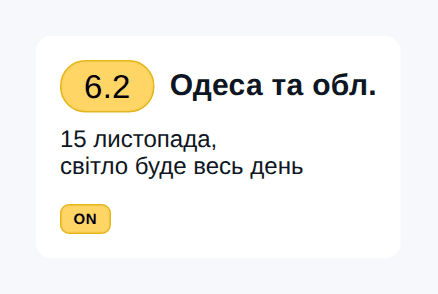 6.2 Одеса та обл.
15 листопада,
світло буде весь день
ON